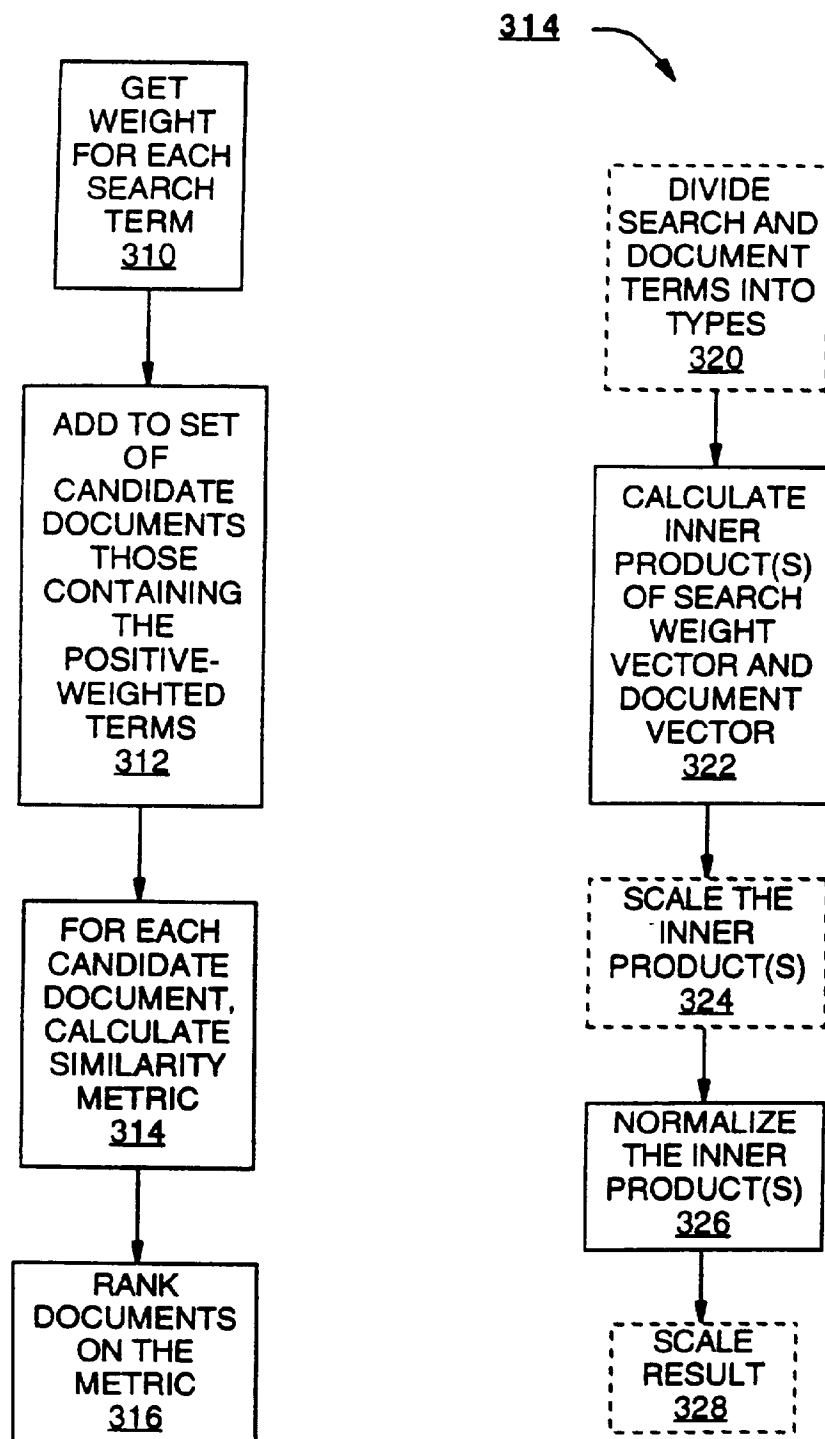 GET
WEIGHT
FOR EACH
SEARCH
TERM
310
ADD TO SET
OF
CANDIDATE
DOCUMENTS
THOSE
CONTAINING
THE
POSITIVE-
WEIGHTED
TERMS
312
FOR EACH
CANDIDATE
DOCUMENT,
CALCULATE
SIMILARITY
METRIC
314
RANK
DOCUMENTS
ON THE
METRIC
316
314
DIVIDE
SEARCH AND
DOCUMENT
TERMS INTO
TYPES
320
CALCULATE
INNER
PRODUCT(S)
OF SEARCH
WEIGHT
VECTOR AND
DOCUMENT
VECTOR
322
SCALE THE
INNER
PRODUCT(S)
324
NORMALIZE
THE INNER
PRODUCT(S)
326
SCALE
RESULT
328